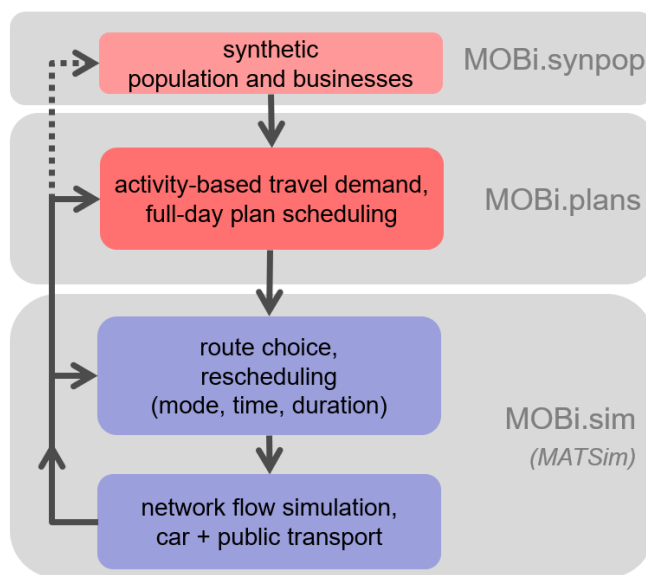 synthetic
population and businesses
MOBi.synpop
activity-based travel demand,
full-day plan scheduling
MOBi.plans
route choice,
rescheduling
(mode, time, duration)
MOBi.sim
(MATSim)
network flow simulation,
car + public transport